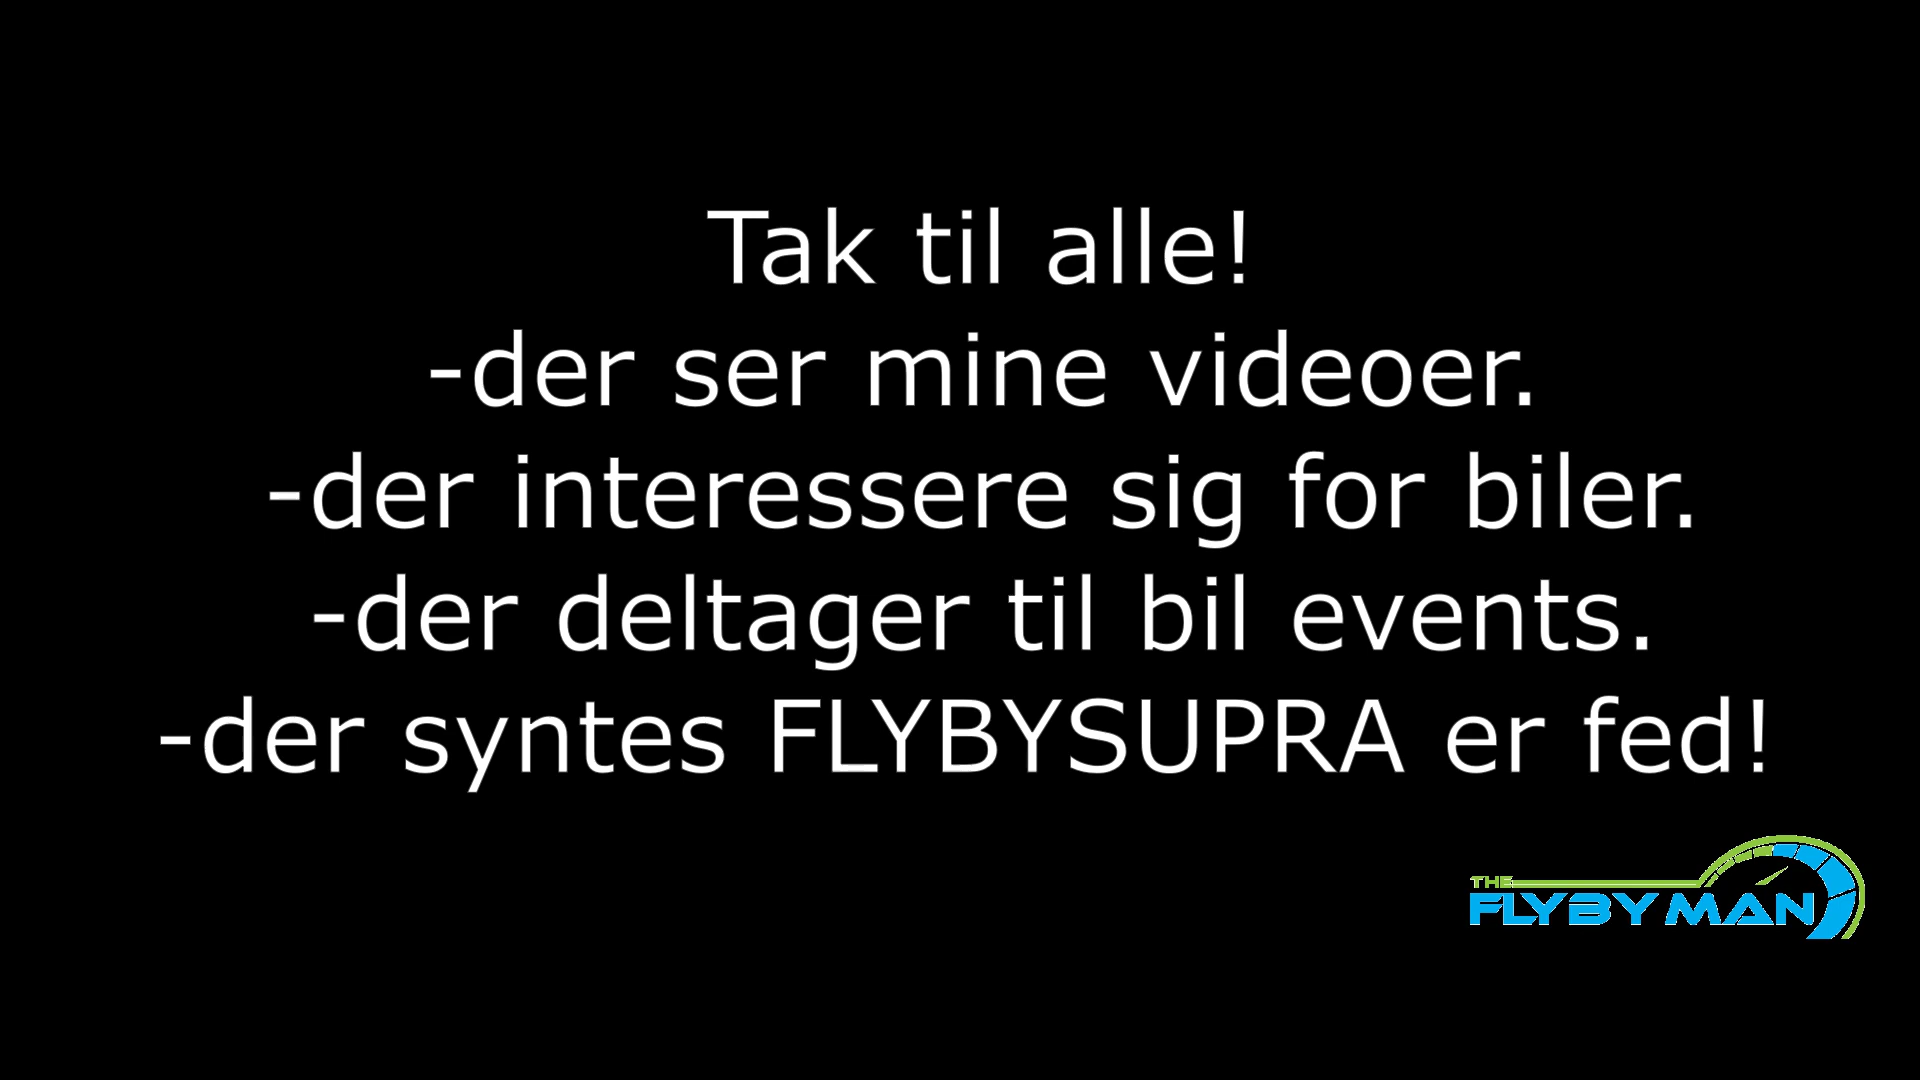 Tak til alle!
-der ser mine videoer.
-der interessere sig for biler.
-der deltager til bil events.
-der syntes FLYBYSUPRA er fed!
THE
FLYBY MAN